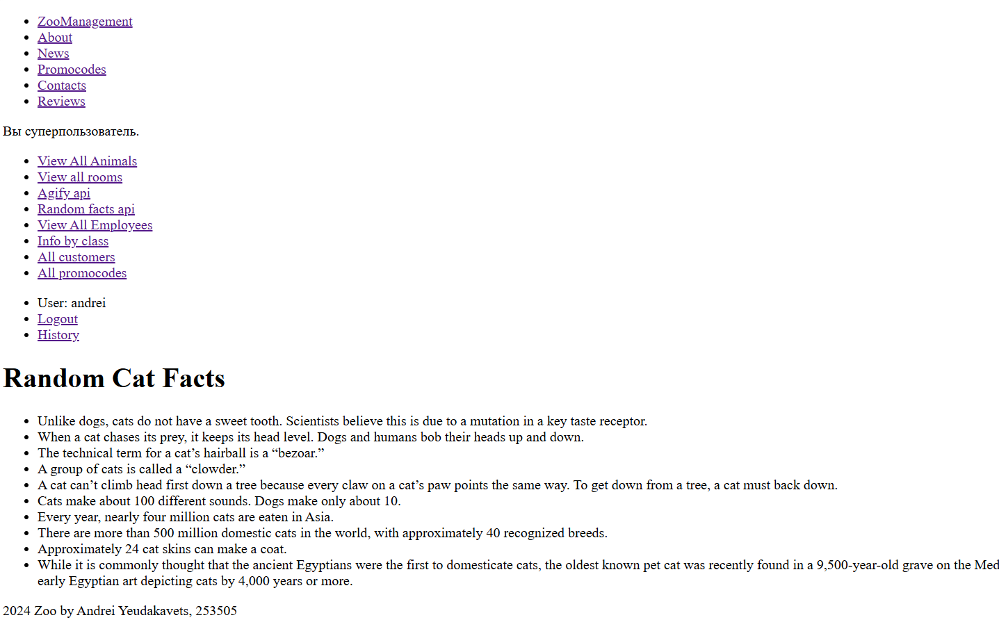 ZooManagement
About
News
Promocodes
Contacts
Reviews
Вы суперпользователь.
View All Animals
View all rooms
Agify api
Random facts api
View All Employees
Info by class
All customers
All promocodes
User: andrei
Logout
History
Random Cat Facts
Unlike dogs, cats do not have a sweet tooth. Scientists believe this is due to a mutation in a key taste receptor.
When a cat chases its prey, it keeps its head level. Dogs and humans bob their heads up and down.
The technical term for a cat’s hairball is a “bezoar.”
A group of cats is called a “clowder.”
A cat can’t climb head first down a tree because every claw on a cat’s paw points the same way. To get down from a tree, a cat must back down.
Cats make about 100 different sounds. Dogs make only about 10.
Every year, nearly four million cats are eaten in Asia.
There are more than 500 million domestic cats in the world, with approximately 40 recognized breeds.
Approximately 24 cat skins can make a coat.
While it is commonly thought that the ancient Egyptians were the first to domesticate cats, the oldest known pet cat was recently found in a 9,500-year-old grave on the Med
early Egyptian art depicting cats by 4,000 years or more.
2024 Zoo by Andrei Yeudakavets, 253505